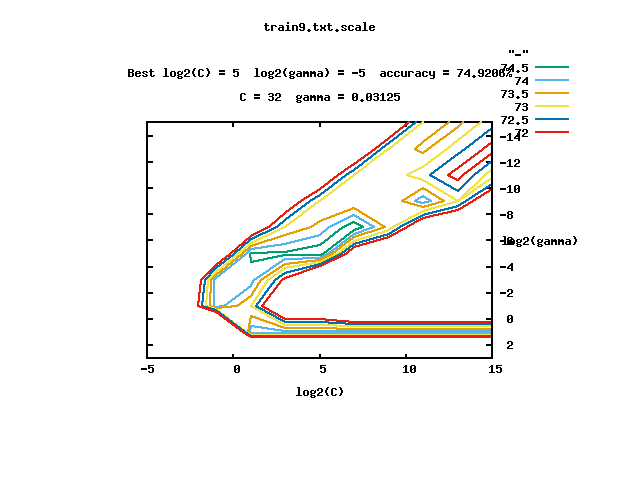 train9.txt.scale
"-"
Best log2(C) = 5  log2(gamma) = -5  accuracy = 74.9206%
74.5
74
73.5
73
72.5
72
C = 32  gamma = 0.03125
-14
-12
-10
-8
-6
-4
-2
0
2
log2(gamma)
-5 0 5 10 15
log2(C)